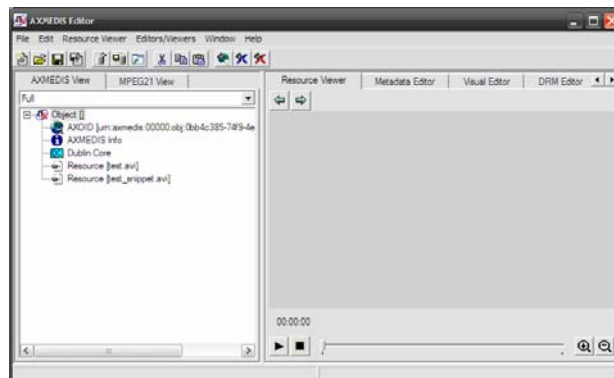 AXMEDIS Editor
File Edit Resource Viewer Editors/Viewers Window Help
AXMEDIS View MPEG21 View
Resource Viewer Metadata Editor Visual Editor DRM Editor
Full
Object []
AXOID [urn:axmedis:00000:obj:0bb4c385-74f9-4e
AXMEDIS Info
Dublin Core
Resource [test.avi]
Resource [test_snippet.avi]
00:00:00